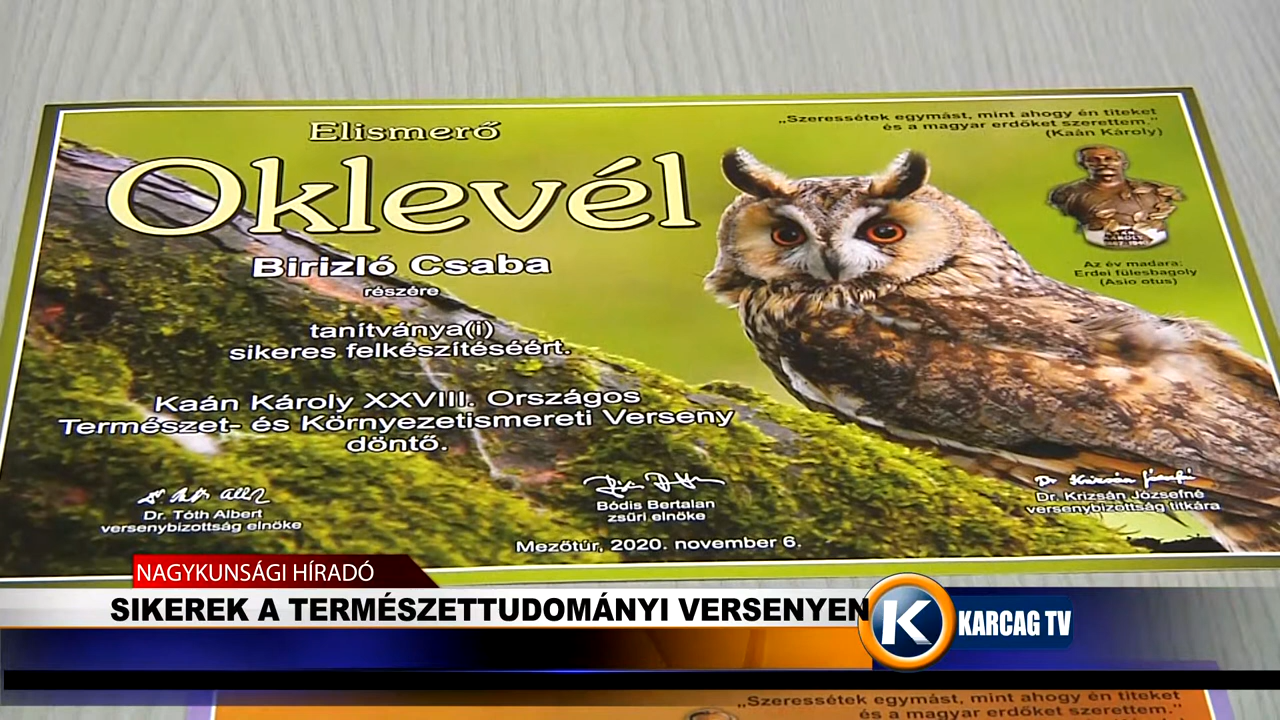 Elismerő
Oklevél
Birizló Csaba
részére
tanítványa(i)
sikeres felkészítéséért.
Kaán Károly XXVIII. Országos
Természet- és Környezetismereti Verseny
döntő.
„Szeressétek egymást, mint ahogy én titeket
és a magyar erdőket szerettem.”
(Kaán Károly)
Az év madara:
Erdei fülesbagoly
(Asio otus)
Dr. Tóth Albert
versenybizottság elnöke
Bódis Bertalan
zsűri elnöke
Dr. Krizsán Józsefné
versenybizottság titkára
Mezőtúr, 2020. november 6.
NAGYKUNSÁGI HÍRADÓ
SIKEREK A TERMÉSZETTUDOMÁNYI VERSENYEN
K KARCAG TV
„Szeressétek egymást, mint ahogy én titeket
és a magyar erdőket szerettem.”